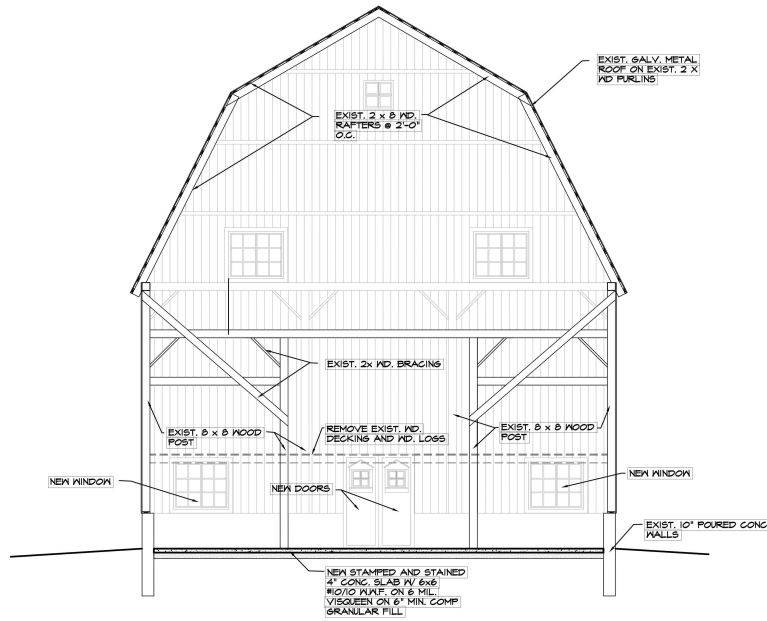 EXIST. GALV. METAL
ROOF ON EXIST. 2 X
WD PURLINS
EXIST. 2 x 8 WD.
RAFTERS @ 2'-0"
O.C.
EXIST. 2x WD. BRACING
EXIST. 8 x 8 WOOD
POST
REMOVE EXIST. WD.
DECKING AND WD. LOGS
EXIST. 8 x 8 WOOD
POST
NEW WINDOW
NEW DOORS
NEW WINDOW
EXIST. 10" POURED CONC
WALLS
NEW STAMPED AND STAINED
4" CONC. SLAB W/ 6x6
#10/10 W.W.F. ON 6 MIL.
VISQUEEN ON 6" MIN. COMP
GRANULAR FILL